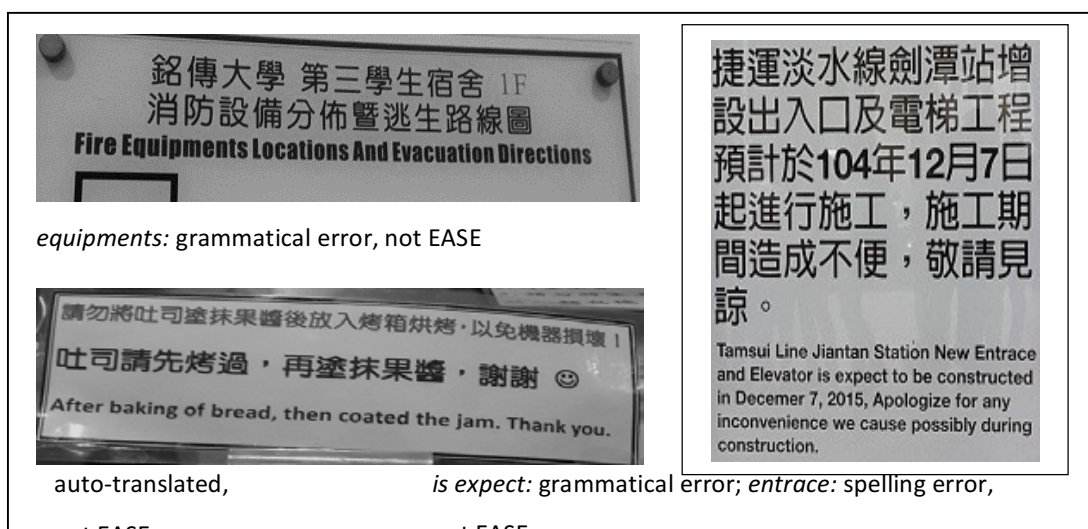 銘傳大學 第三學生宿舍 1F
消防設備分佈暨逃生路線圖
Fire Equipments Locations And Evacuation Directions
equipments: grammatical error, not EASE
請勿將吐司塗抹果醬後放入烤箱烘烤,以免機器損壞!
吐司請先烤過,再塗抹果醬,謝謝 ☺
After baking of bread, then coated the jam. Thank you.
auto-translated,
捷運淡水線劍潭站增
設出入口及電梯工程
預計於104年12月7日
起進行施工,施工期
間造成不便,敬請見
諒。
Tamsui Line Jiantan Station New Entrace
and Elevator is expect to be constructed
in Decemer 7, 2015, Apologize for any
inconvenience we cause possibly during
construction.
is expect: grammatical error; entrace: spelling error,